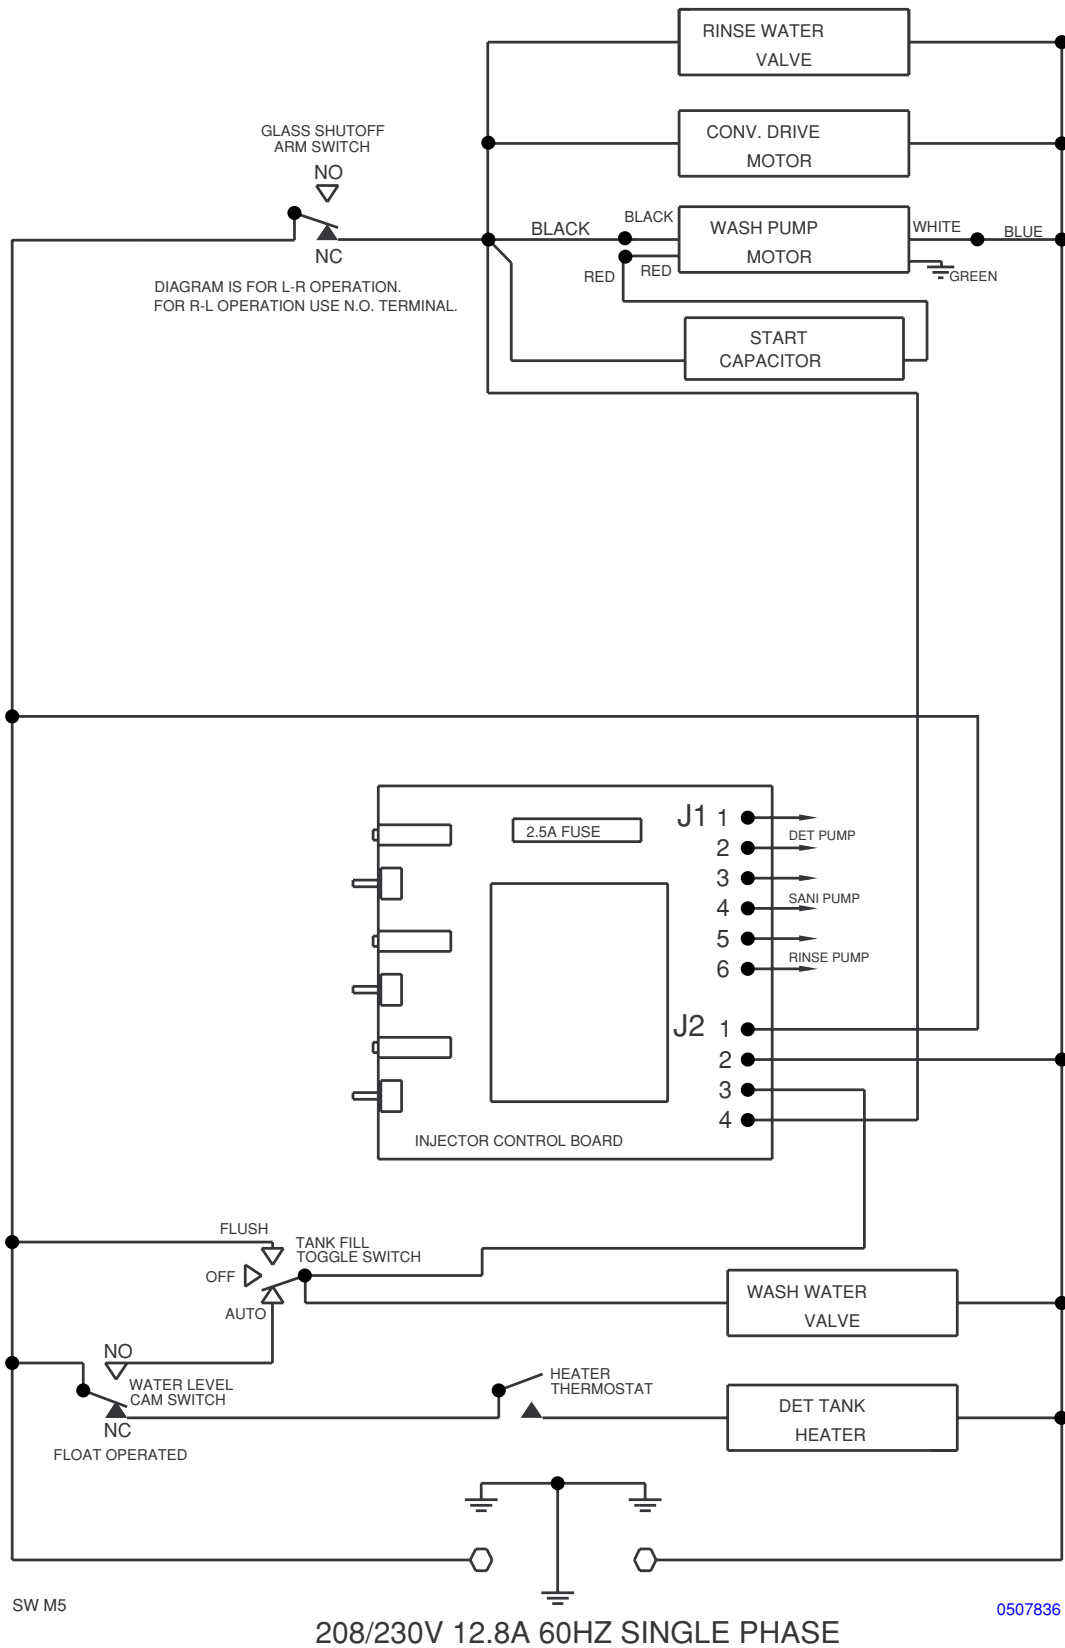 RINSE WATER
VALVE
GLASS SHUTOFF
ARM SWITCH
NO
NC
CONV. DRIVE
MOTOR
BLACK
BLACK
WASH PUMP
MOTOR
WHITE
BLUE
RED
RED
GREEN
DIAGRAM IS FOR L-R OPERATION.
FOR R-L OPERATION USE N.O. TERMINAL.
START
CAPACITOR
2.5A FUSE
J1 1
DET PUMP
2
3
SANI PUMP
4
5
RINSE PUMP
6
J2 1
2
3
4
INJECTOR CONTROL BOARD
FLUSH
TANK FILL
TOGGLE SWITCH
OFF
AUTO
WASH WATER
VALVE
NO
WATER LEVEL
CAM SWITCH
NC
FLOAT OPERATED
HEATER
THERMOSTAT
DET TANK
HEATER
SW M5
0507836
208/230V 12.8A 60HZ SINGLE PHASE